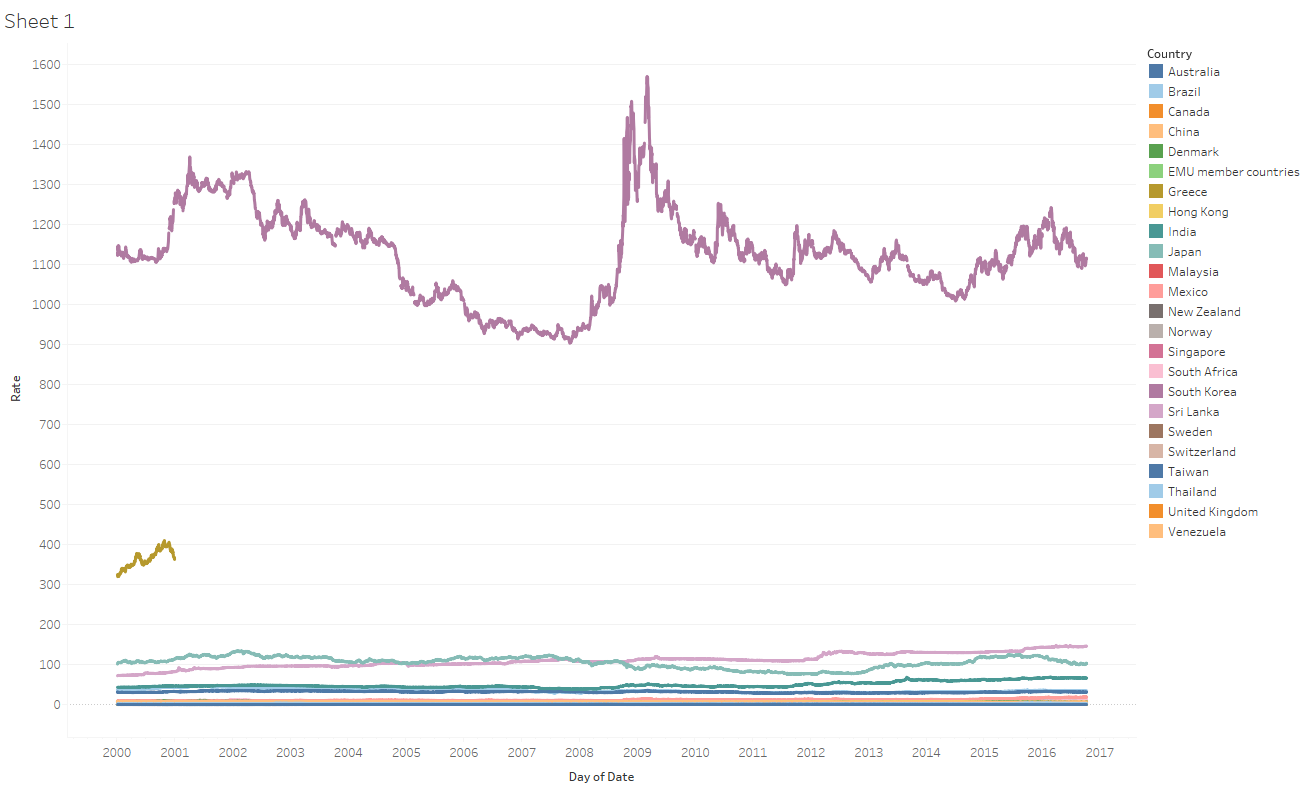 Sheet 1
Country
Australia
Brazil
Canada
China
Denmark
EMU member countries
Greece
Hong Kong
India
Japan
Malaysia
Mexico
New Zealand
Norway
Singapore
South Africa
South Korea
Sri Lanka
Sweden
Switzerland
Taiwan
Thailand
United Kingdom
Venezuela
1600
1500
1400
1300
1200
1100
1000
900
800
700
600
500
400
300
200
100
0
Rate
2000 2001 2002 2003 2004 2005 2006 2007 2008 2009 2010 2011 2012 2013 2014 2015 2016 2017
Day of Date